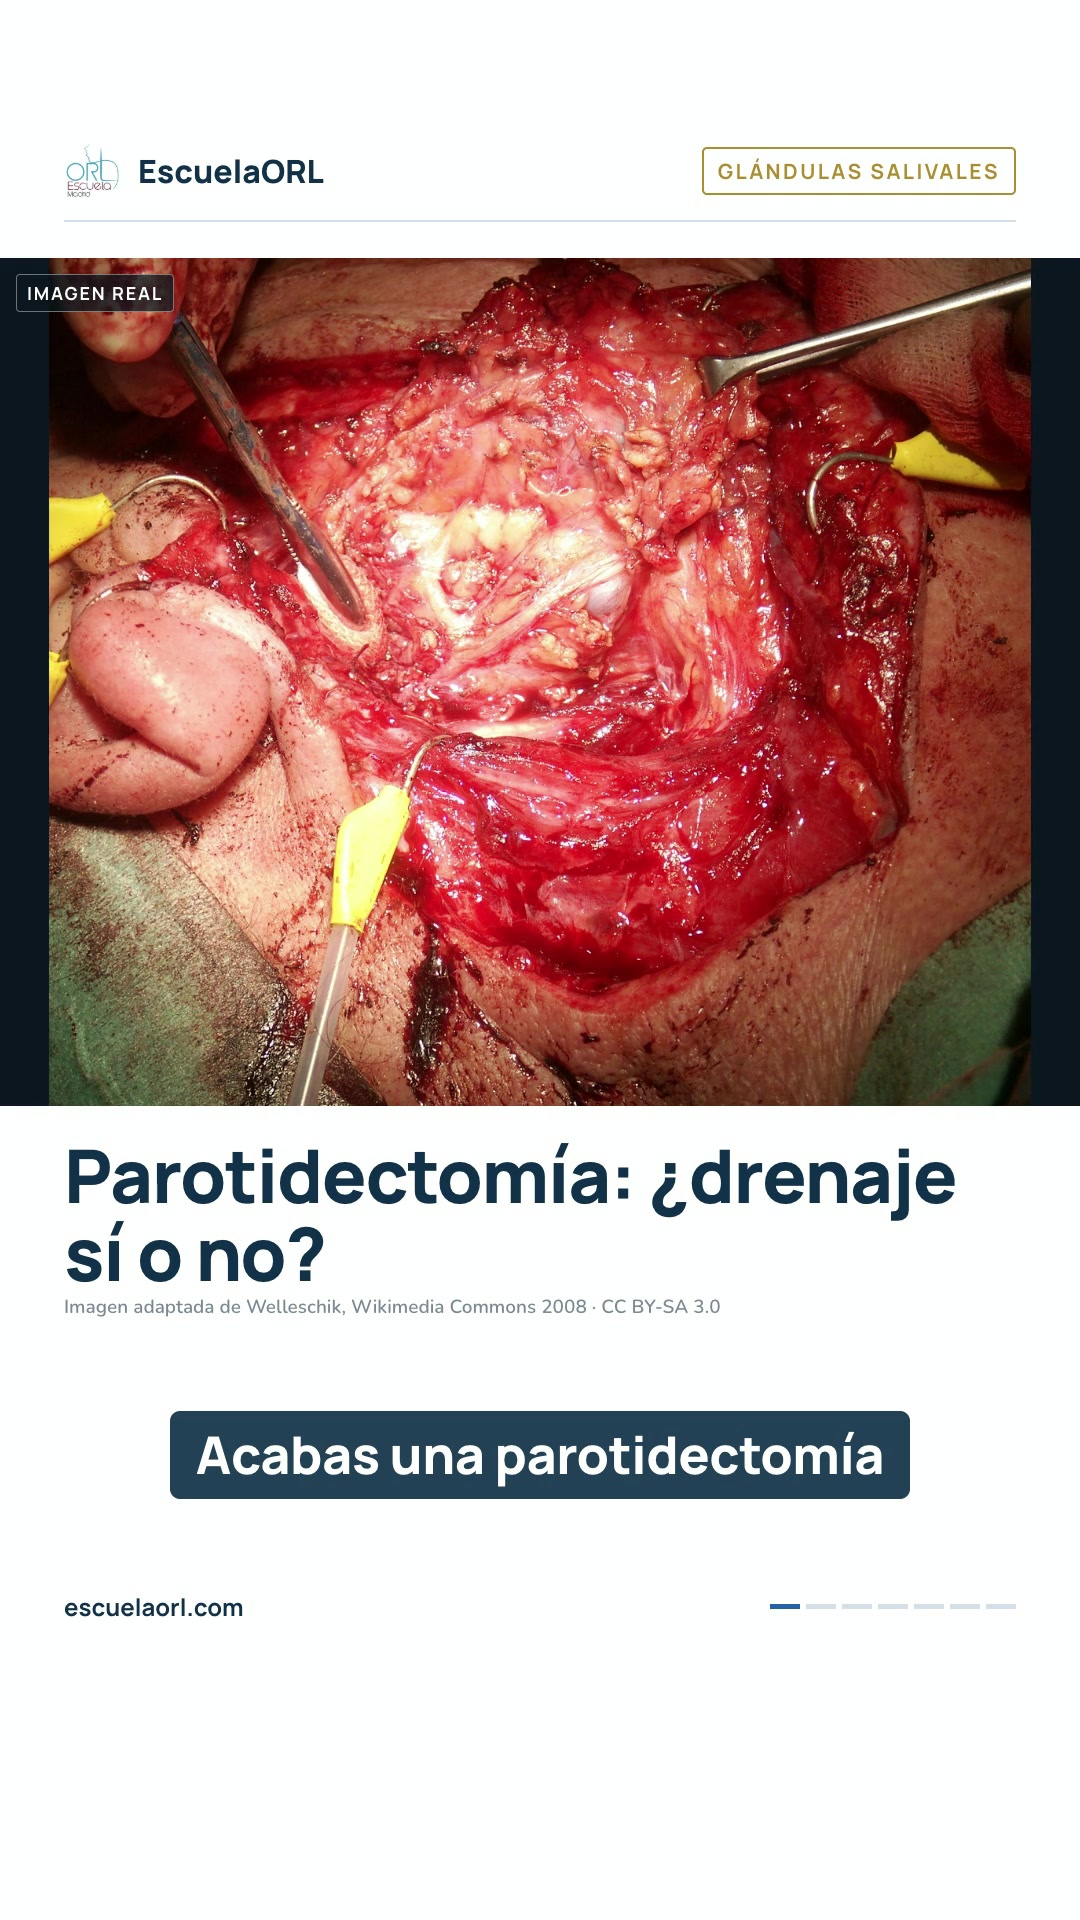 ORL
Escuela
Madrid
EscuelaORL
GLÁNDULAS SALIVALES
IMAGEN REAL
Parotidectomía: ¿drenaje
sí o no?
Imagen adaptada de Welleschik, Wikimedia Commons 2008 · CC BY-SA 3.0
Acabas una parotidectomía
escuelaorl.com